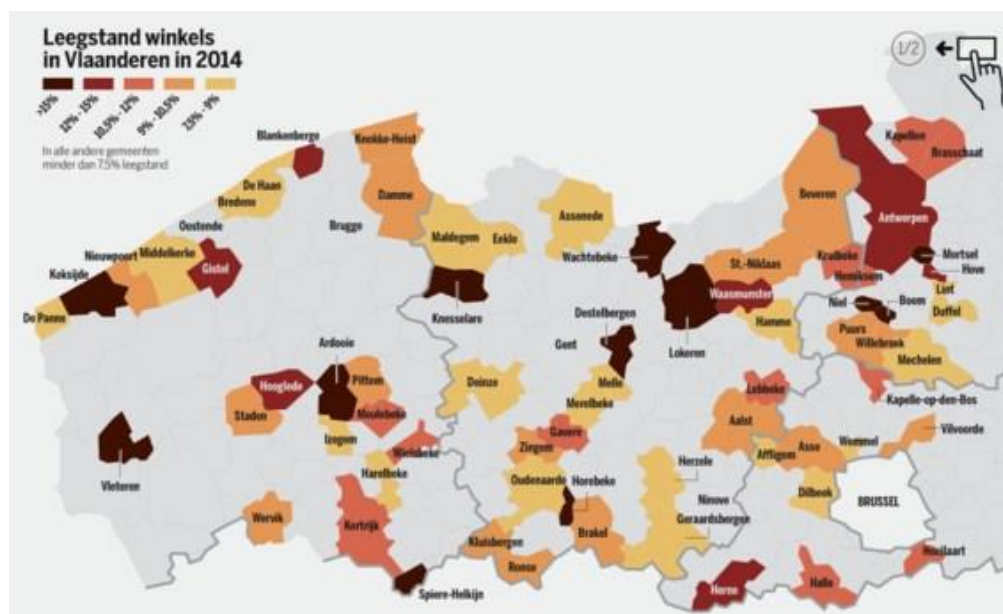 Leegstand winkels
in Vlaanderen in 2014
>15%
12% - 15%
10,5% - 12%
9% - 10,5%
7,5% - 9%
In alle andere gemeenten
minder dan 7.5% leegstand
1/2
Blankenberge
Knokke-Heist
Kapellen
Brasschaat
De Haan
Bredene
Damme
Beveren
Oostende
Brugge
Assenede
Antwerpen
Nieuwpoort
Middelkerke
Maldegem
Eeklo
Wachtebeke
Mortsel
Koksijde
Gistel
St.-Niklaas
Kruibeke
Hemiksem
Hove
Waasmunster
Lint
De Panne
Knesselare
Niel
Boom
Duffel
Destelbergen
Hamme
Ardooie
Gent
Lokeren
Puurs
Willebroek
Mechelen
Hooglede
Pittem
Deinze
Melle
Lebbeke
Staden
Meulebeke
Merelbeke
Kapelle-op-den-Bos
Izegem
Wielsbeke
Gavere
Aalst
Vilvoorde
Zingem
Asse
Wemmel
Affligem
Vleteren
Harelbeke
Oudenaarde
Horebeke
Herzele
Dilbeek
BRUSSEL
Ninove
Wervik
Kortrijk
Geraardsbergen
Kluisbergen
Brakel
Ronse
Hoeilaart
Spiere-Helkijn
Herne
Halle